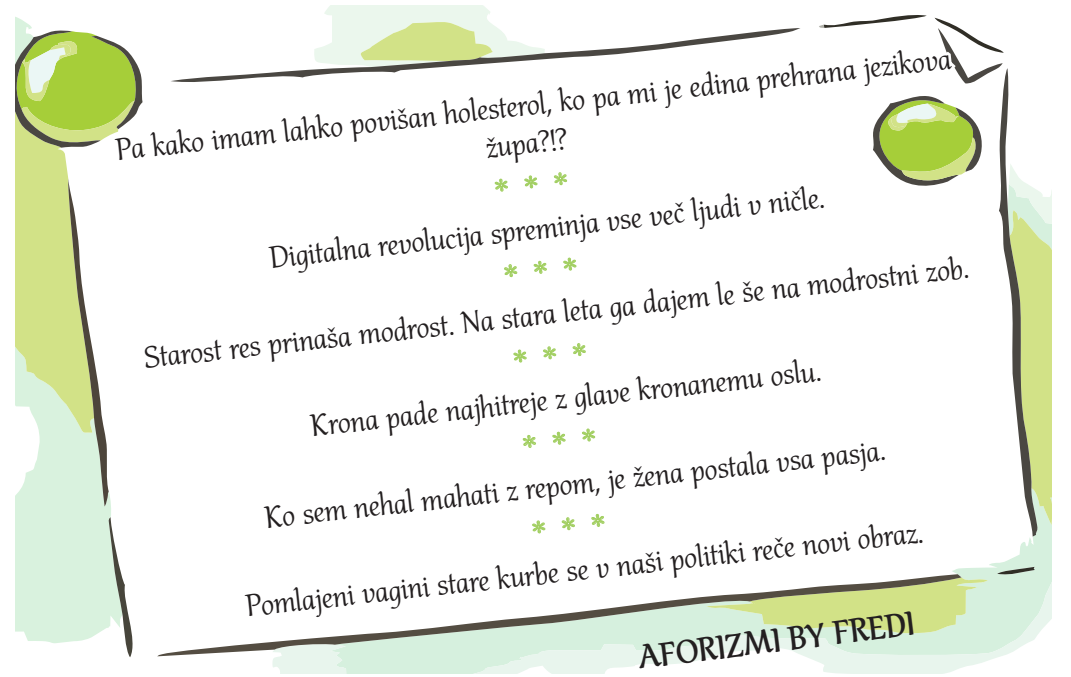 Pa kako imam lahko povišan holesterol, ko pa mi je edina prehrana jezikova
župa?!?
* * *
Digitalna revolucija spreminja vse več ljudi v ničle.
* * *
Starost res prinaša modrost. Na stara leta ga dajem le še na modrostni zob.
* * *
Krona pade najhitreje z glave kronanemu oslu.
* * *
Ko sem nehal mahati z repom, je žena postala vsa pasja.
* * *
Pomlajeni vagini stare kurbe se v naši politiki reče novi obraz.
AFORIZMI BY FREDI